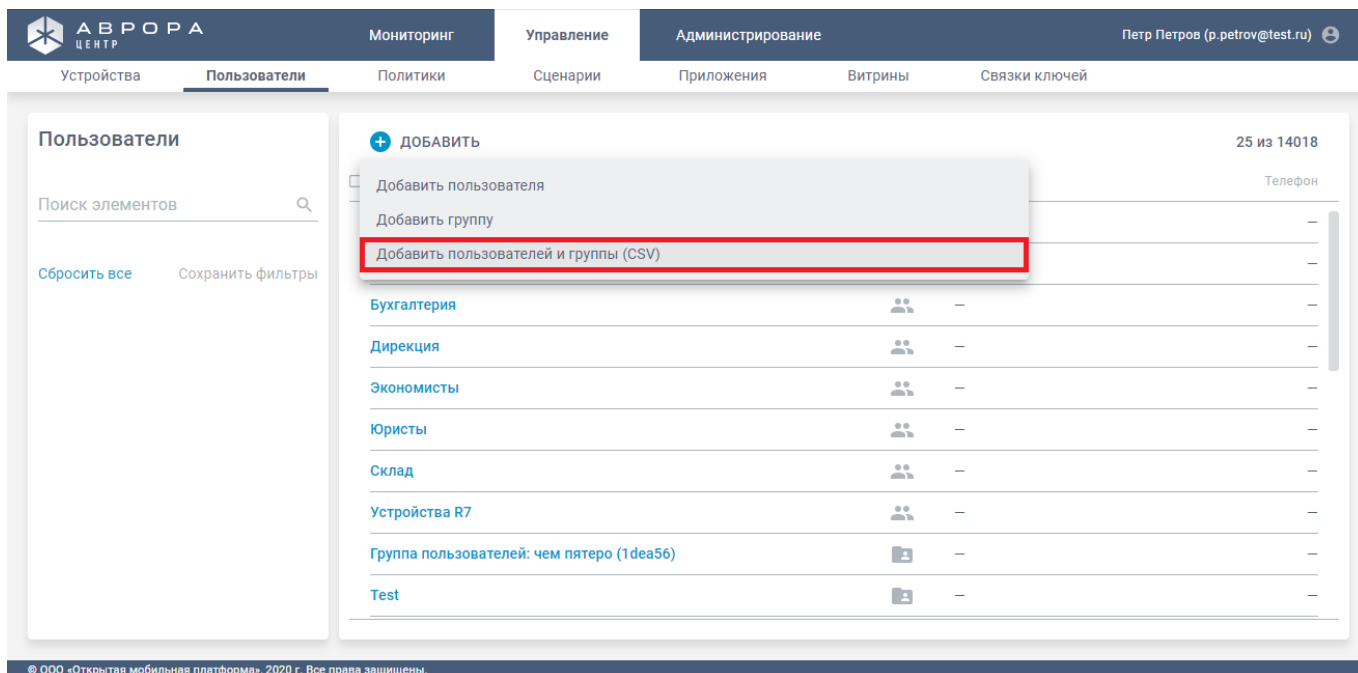 АВРОРА
ЦЕНТР
Мониторинг Управление Администрирование Петр Петров (p.petrov@test.ru)
Устройства Пользователи Политики Сценарии Приложения Витрины Связки ключей
Пользователи
ДОБАВИТЬ 25 из 14018
Поиск элементов
Телефон
Добавить пользователя
Добавить группу
Добавить пользователей и группы (CSV)
Сбросить все Сохранить фильтры
—
—
Бухгалтерия — —
Дирекция — —
Экономисты — —
Юристы — —
Склад — —
Устройства R7 — —
Группа пользователей: чем пятеро (1dea56) — —
Test — —
© ООО «Открытая мобильная платформа», 2020 г. Все права защищены.